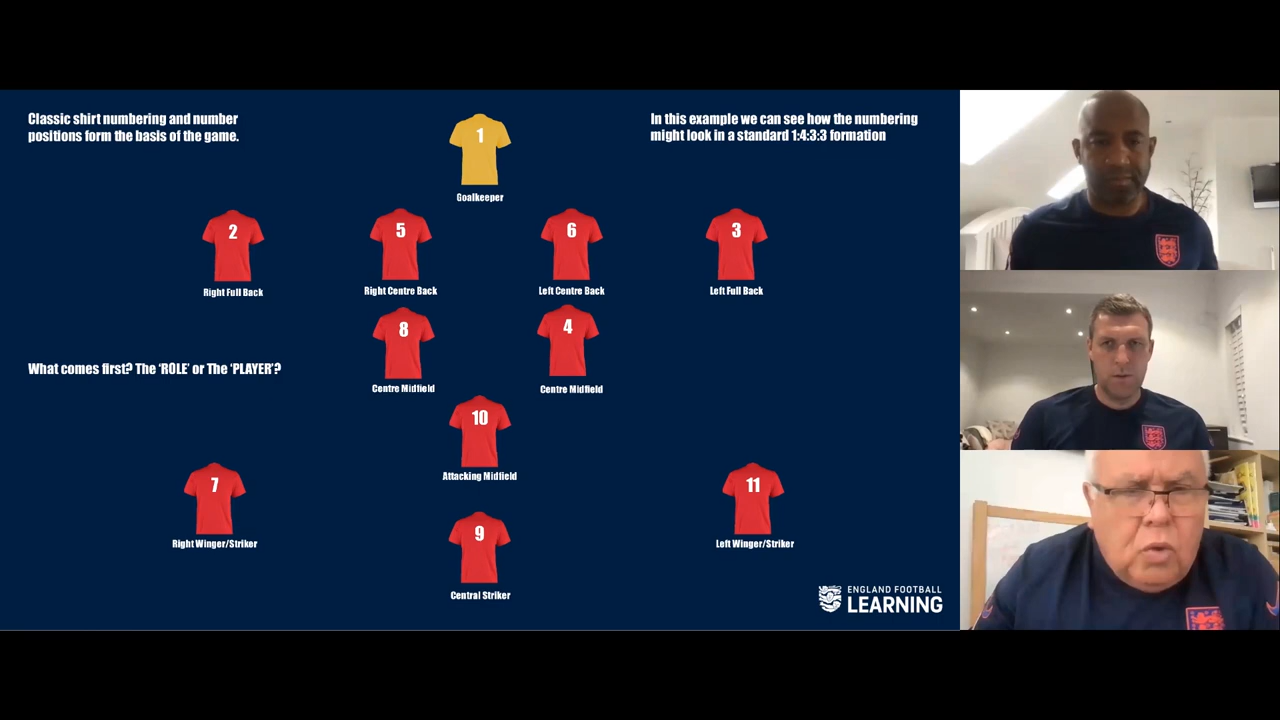 Classic shirt numbering and number
positions form the basis of the game.
In this example we can see how the numbering
might look in a standard 1:4:3:3 formation
1
Goalkeeper
2
Right Full Back
5
Right Centre Back
6
Left Centre Back
3
Left Full Back
8
Centre Midfield
4
Centre Midfield
What comes first? The ‘ROLE’ or The ‘PLAYER’?
10
Attacking Midfield
7
Right Winger/Striker
11
Left Winger/Striker
9
Central Striker
ENGLAND FOOTBALL
LEARNING